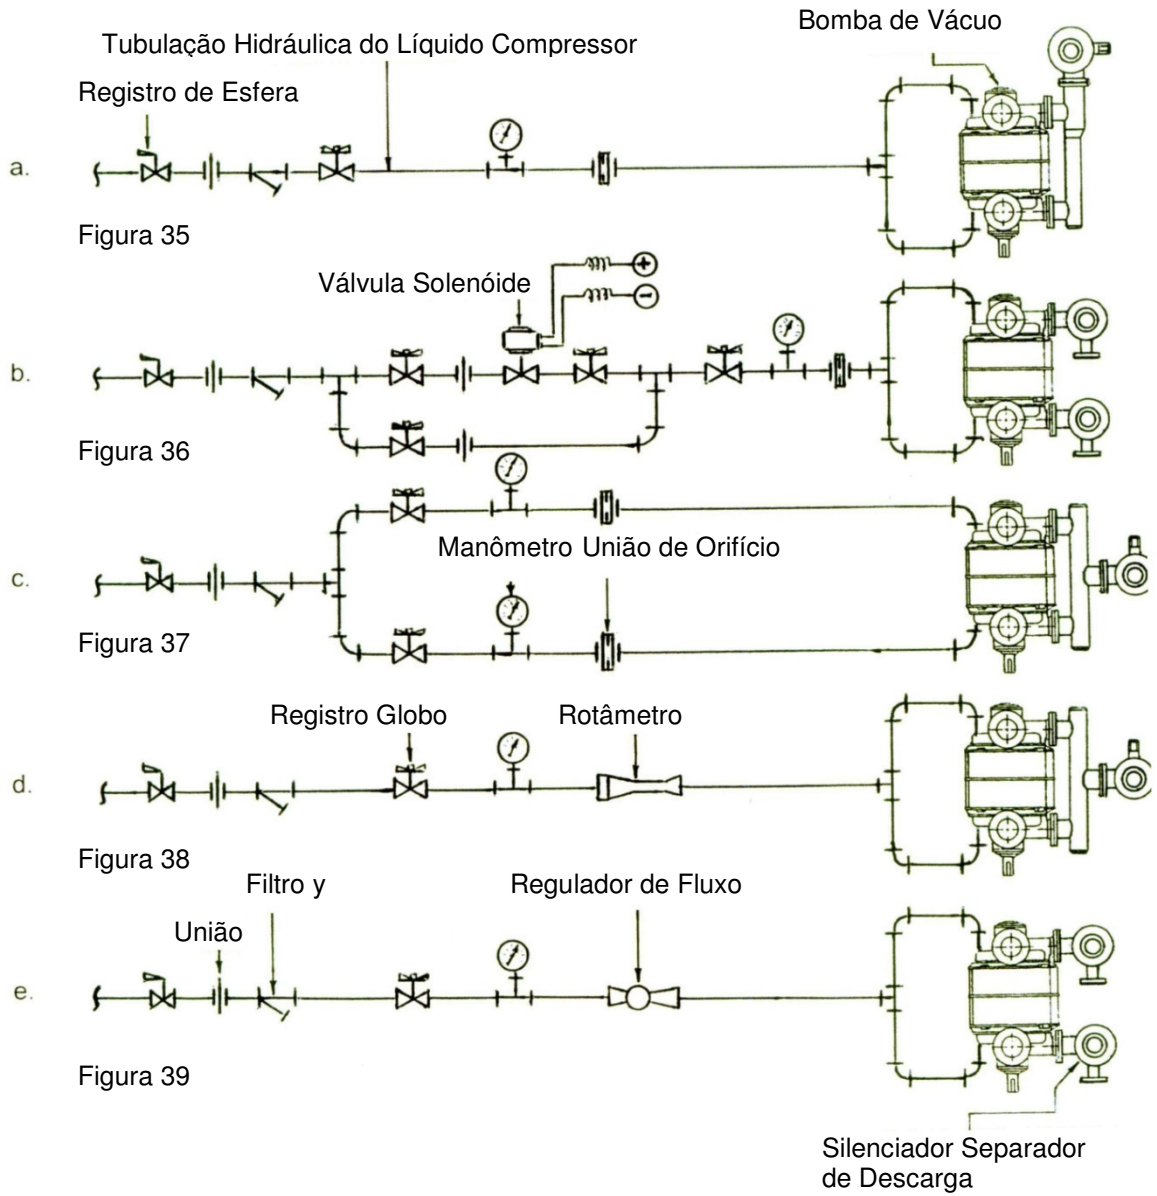 Bomba de Vácuo
Tubulação Hidráulica do Líquido Compressor
Registro de Esfera
a.
Figura 35
Válvula Solenóide
+
−
b.
Figura 36
Manômetro União de Orifício
c.
Figura 37
Registro Globo
Rotâmetro
d.
Figura 38
Filtro y
Regulador de Fluxo
União
e.
Figura 39
Silenciador Separador
de Descarga